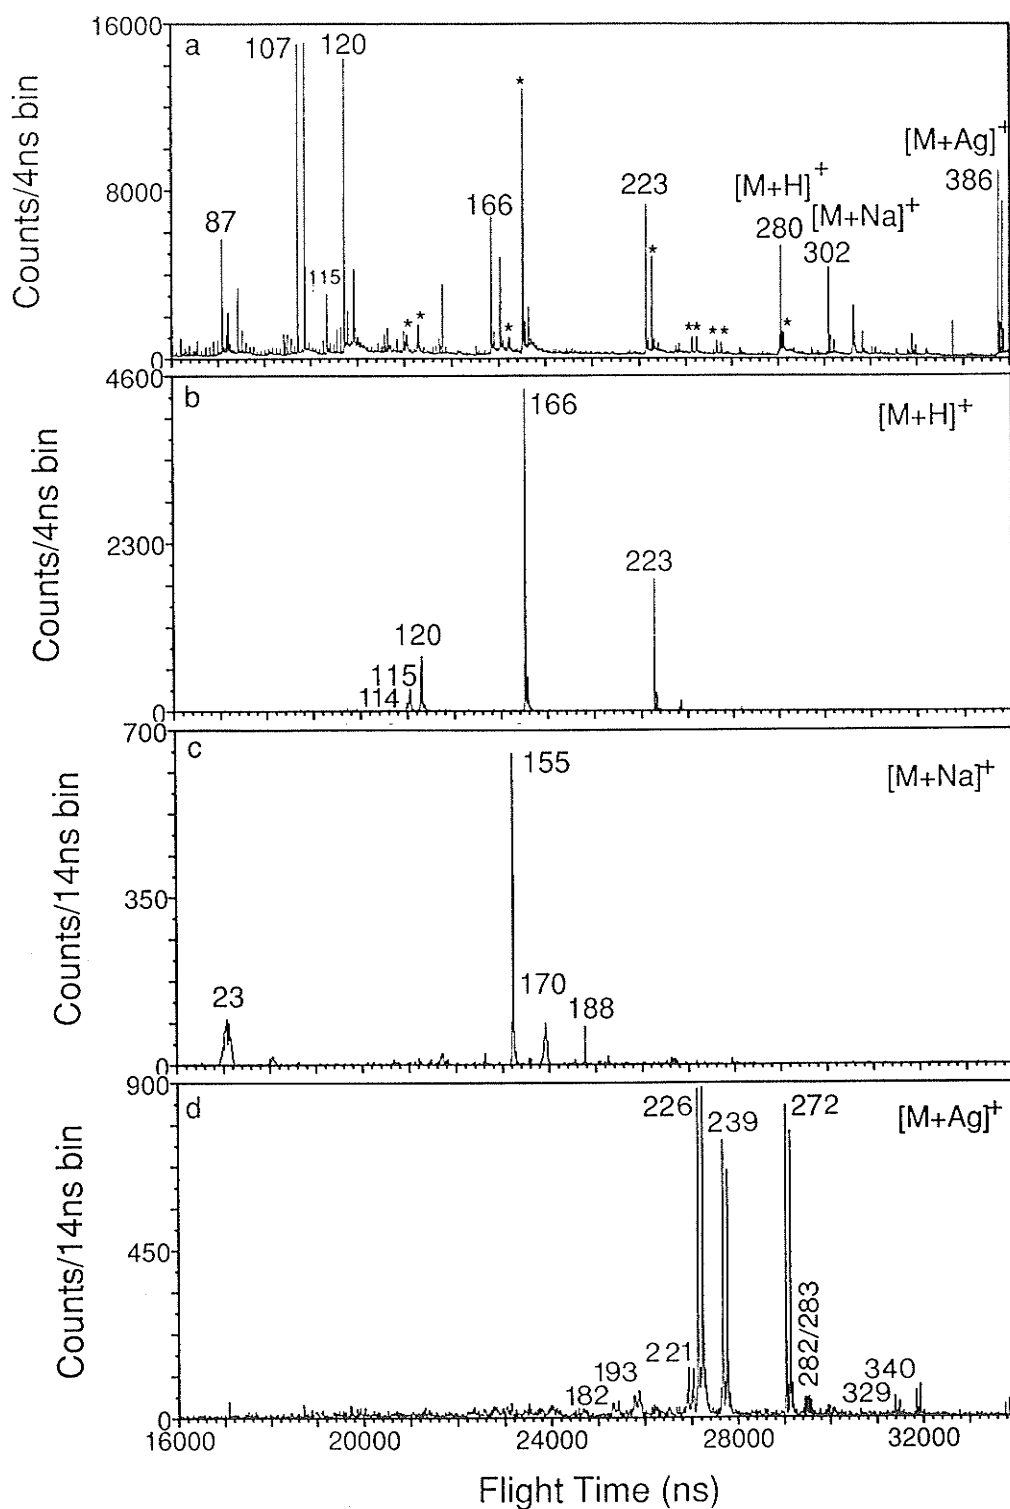 16000
a
107
120
*
[M+Ag]⁺
Counts/4ns bin
8000
87
115
166
223
[M+H]⁺
280
[M+Na]⁺
302
386
* * * * ** ** *
0
4600
b
166
[M+H]⁺
Counts/4ns bin
2300
223
120
115
114
0
700
c
155
[M+Na]⁺
Counts/14ns bin
350
23
170
188
0
900
d
226
239
272
[M+Ag]⁺
Counts/14ns bin
450
182
193
221
282/283
329
340
0
16000 20000 24000 28000 32000
Flight Time (ns)